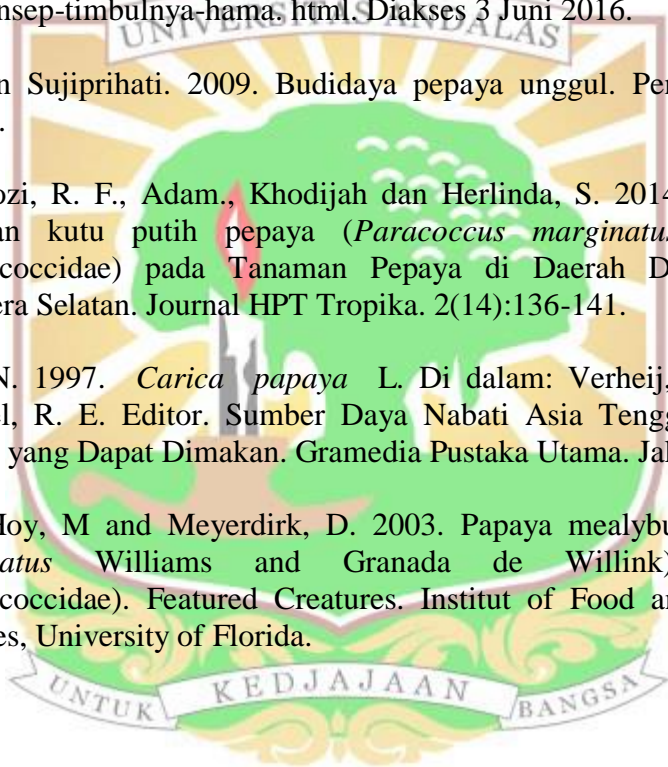 nsep-timbulnya-hama. html. Diakses 3 Juni 2016.
UNIVERSITAS ANDALAS
n Sujiprihati. 2009. Budidaya pepaya unggul. Per
.
ozi, R. F., Adam., Khodijah dan Herlinda, S. 2014
an kutu putih pepaya (Paracoccus marginatus
coccidae) pada Tanaman Pepaya di Daerah D
era Selatan. Journal HPT Tropika. 2(14):136-141.
N. 1997. Carica papaya L. Di dalam: Verheij,
el, R. E. Editor. Sumber Daya Nabati Asia Tengg
yang Dapat Dimakan. Gramedia Pustaka Utama. Jal
Hoy, M and Meyerdirk, D. 2003. Papaya mealybu
atus Williams and Granada de Willink)
coccidae). Featured Creatures. Institut of Food an
es, University of Florida.
UNTUK KEDJAJAAN BANGSA